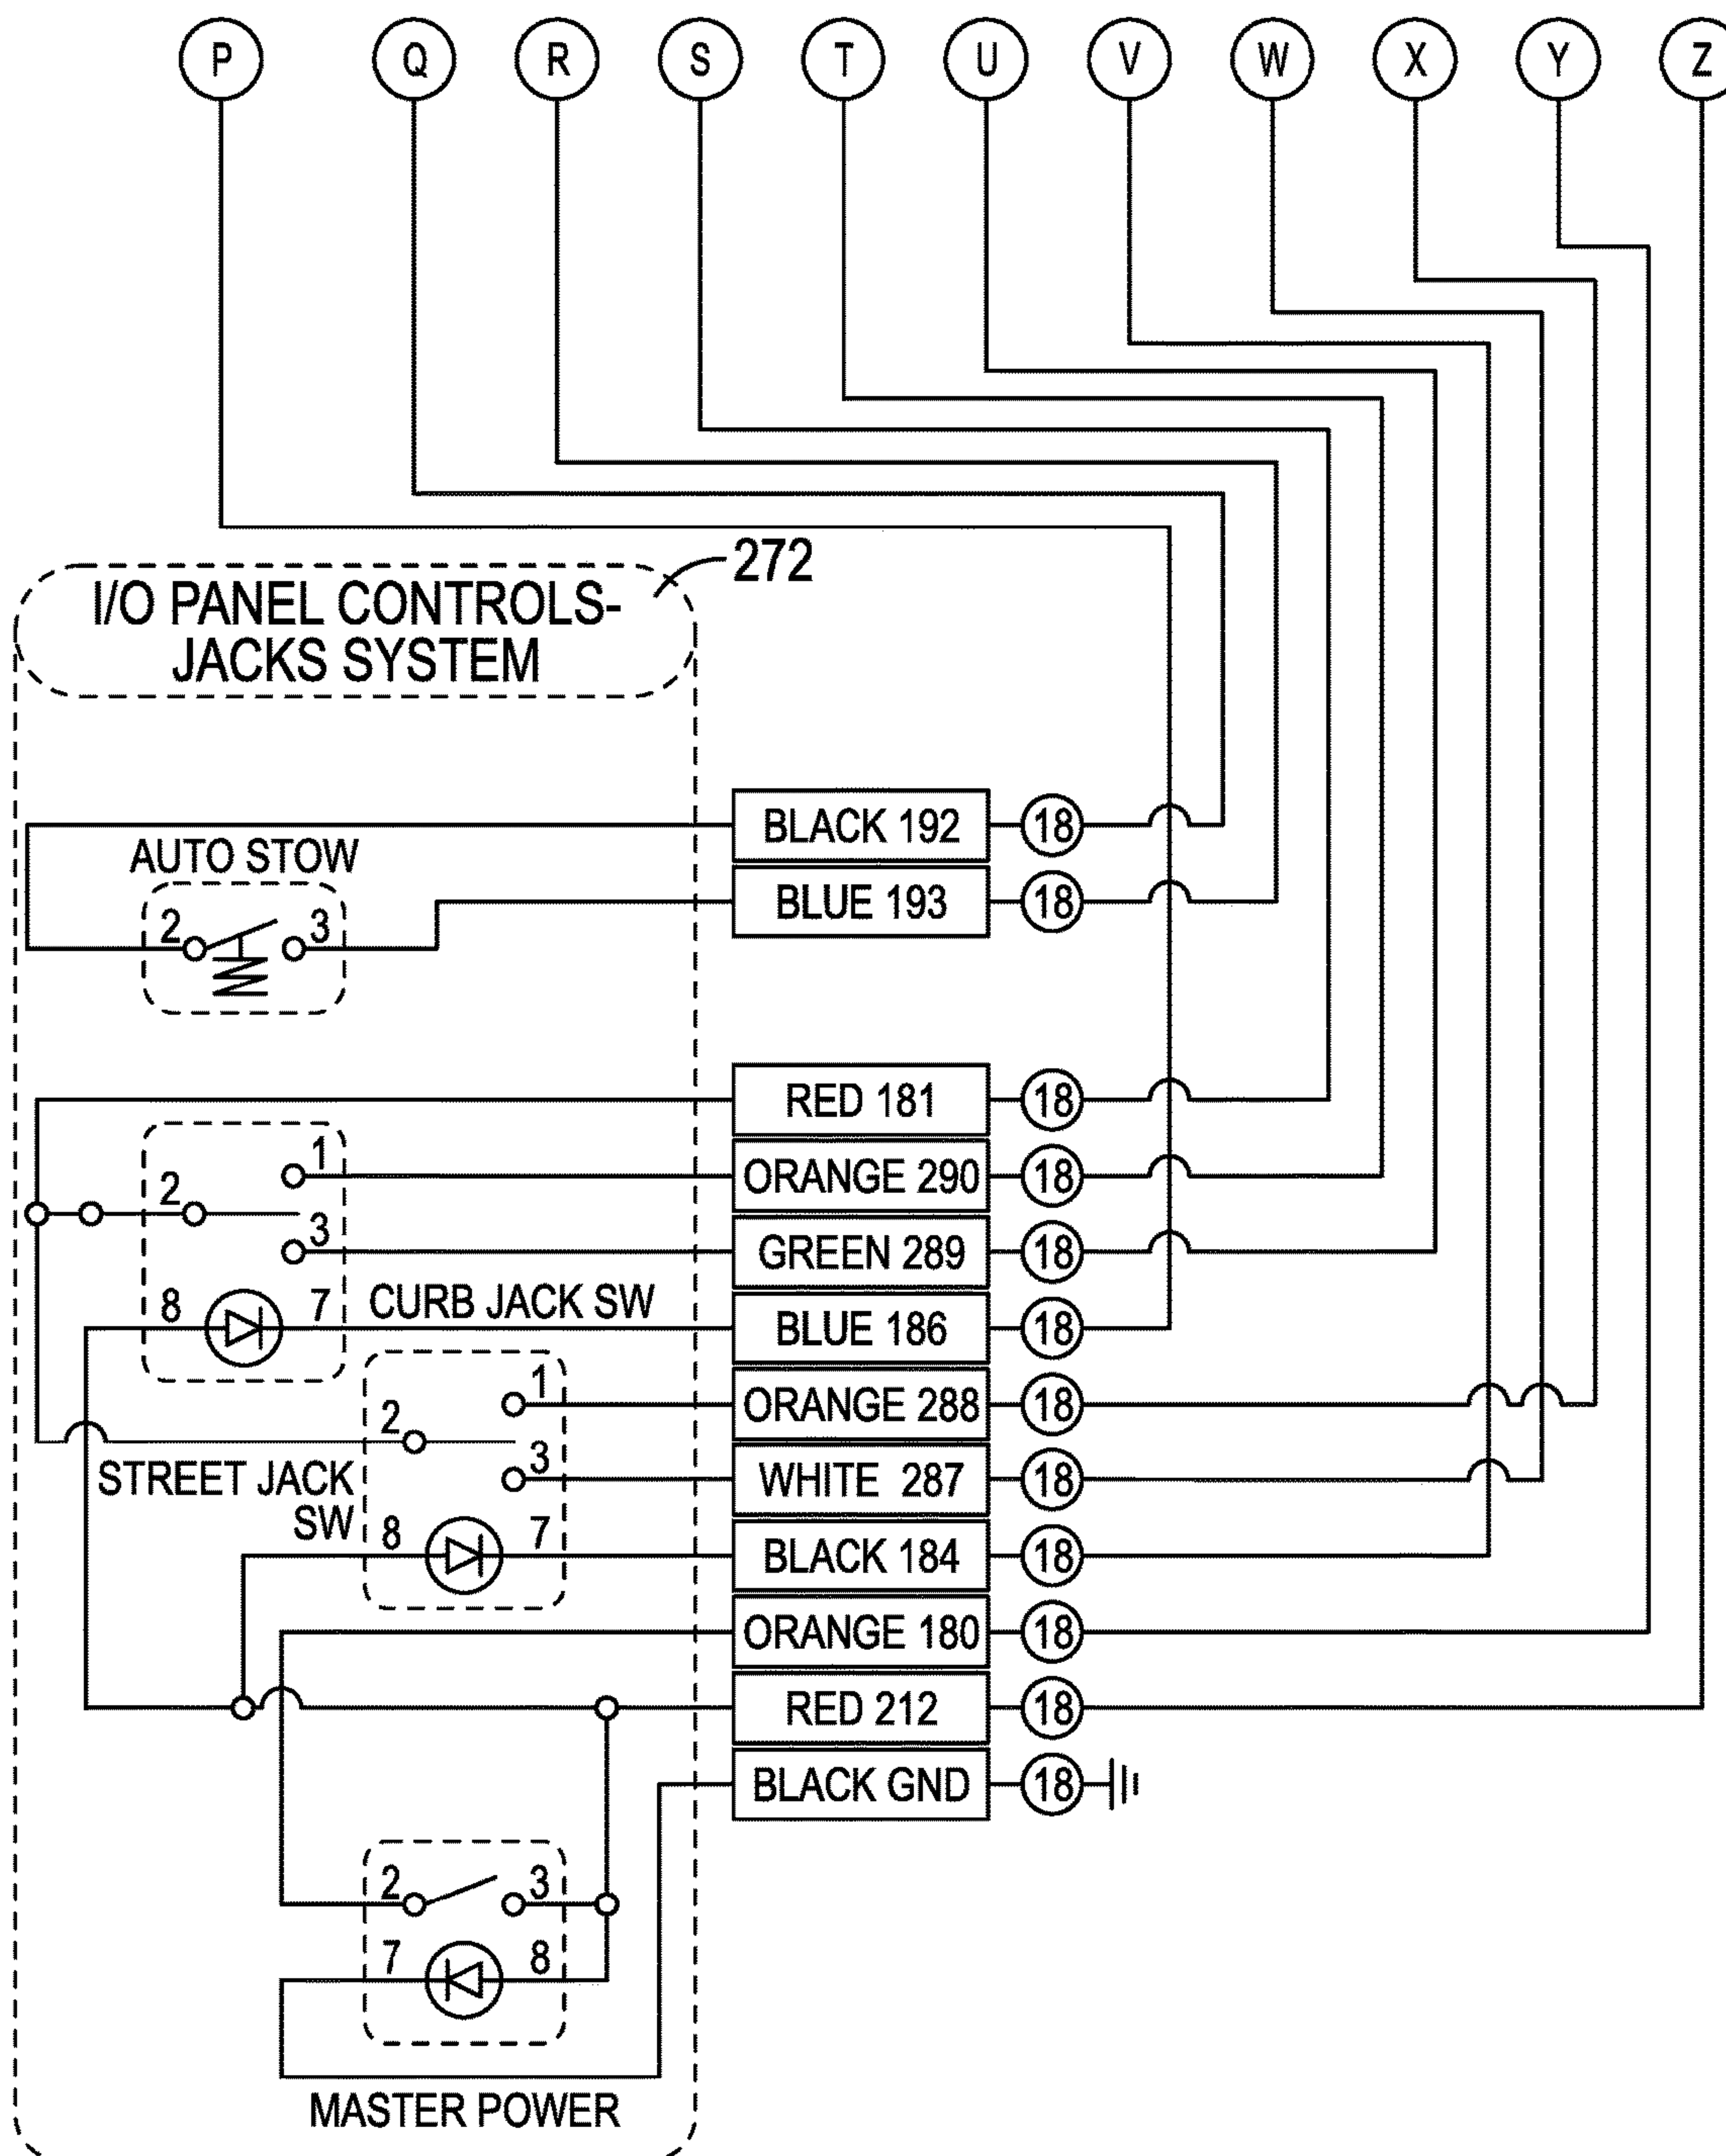 P Q R S T U V W X Y Z
272
I/O PANEL CONTROLS-
JACKS SYSTEM
BLACK 192 18
AUTO STOW
BLUE 193 18
2 3
RED 181 18
1
ORANGE 290 18
2
3
GREEN 289 18
8 7 CURB JACK SW
BLUE 186 18
1
ORANGE 288 18
2
3
STREET JACK
SW
WHITE 287 18
8 7
BLACK 184 18
ORANGE 180 18
RED 212 18
BLACK GND 18
2 3
7 8
MASTER POWER